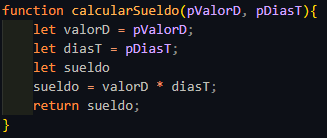 function calcularSueldo(pValorD, pDiasT){
    let valorD = pValorD;
    let diasT = pDiasT;
    let sueldo
    sueldo = valorD * diasT;
    return sueldo;
}